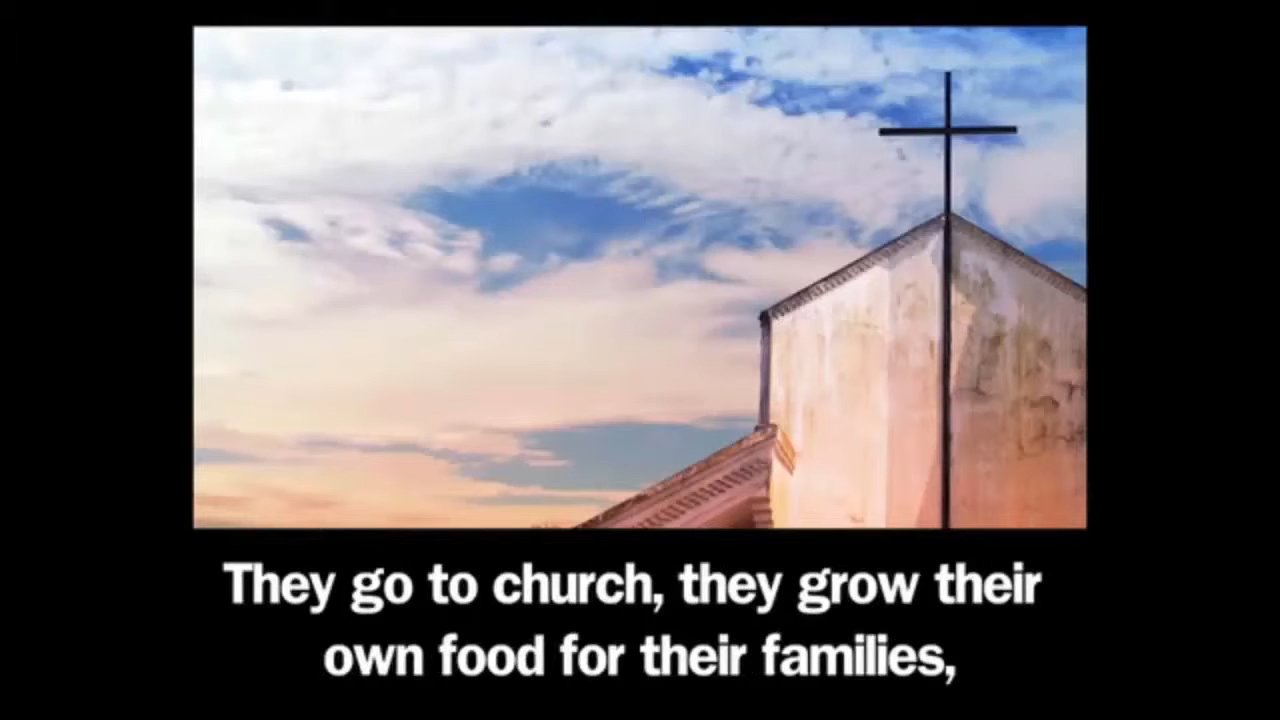 They go to church, they grow their
own food for their families,